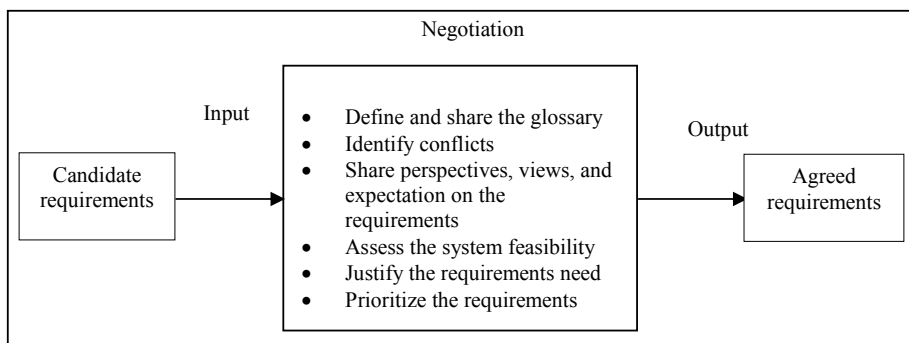 Negotiation
Input
• Define and share the glossary
• Identify conflicts
• Share perspectives, views, and
expectation on the
requirements
• Assess the system feasibility
• Justify the requirements need
• Prioritize the requirements
Output
Candidate
requirements
Agreed
requirements